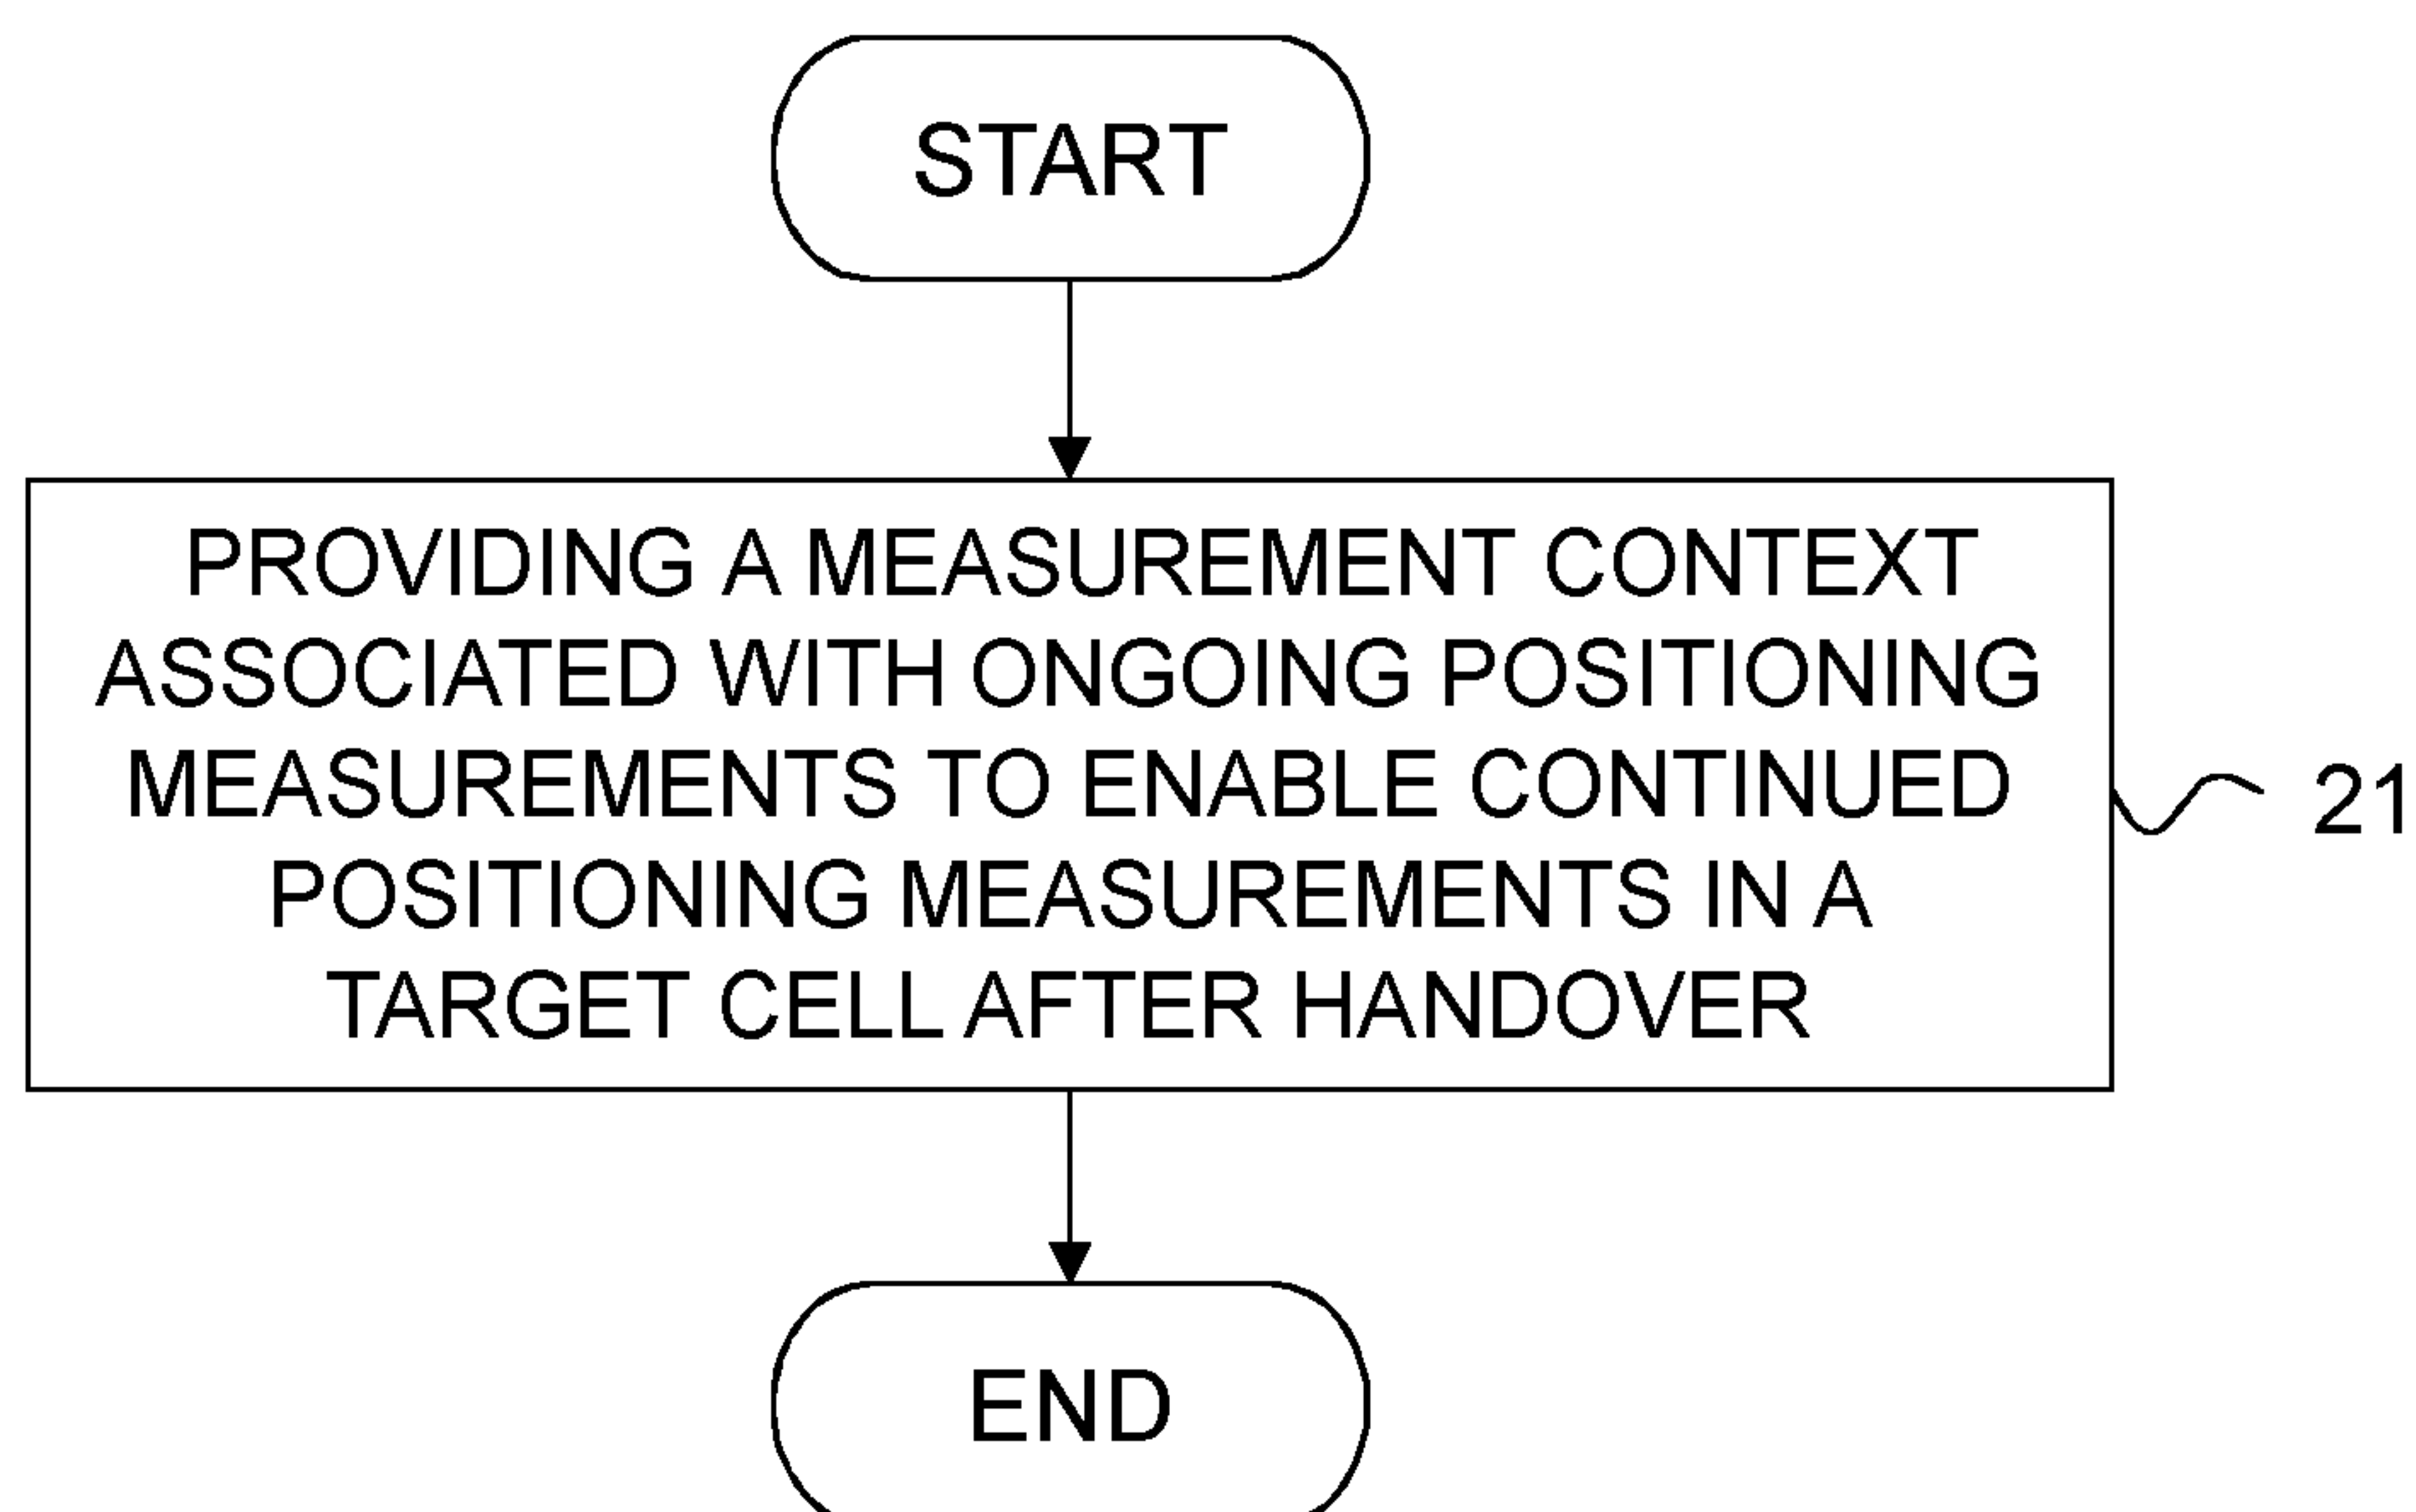 START
PROVIDING A MEASUREMENT CONTEXT
ASSOCIATED WITH ONGOING POSITIONING
MEASUREMENTS TO ENABLE CONTINUED
POSITIONING MEASUREMENTS IN A
TARGET CELL AFTER HANDOVER
21
END